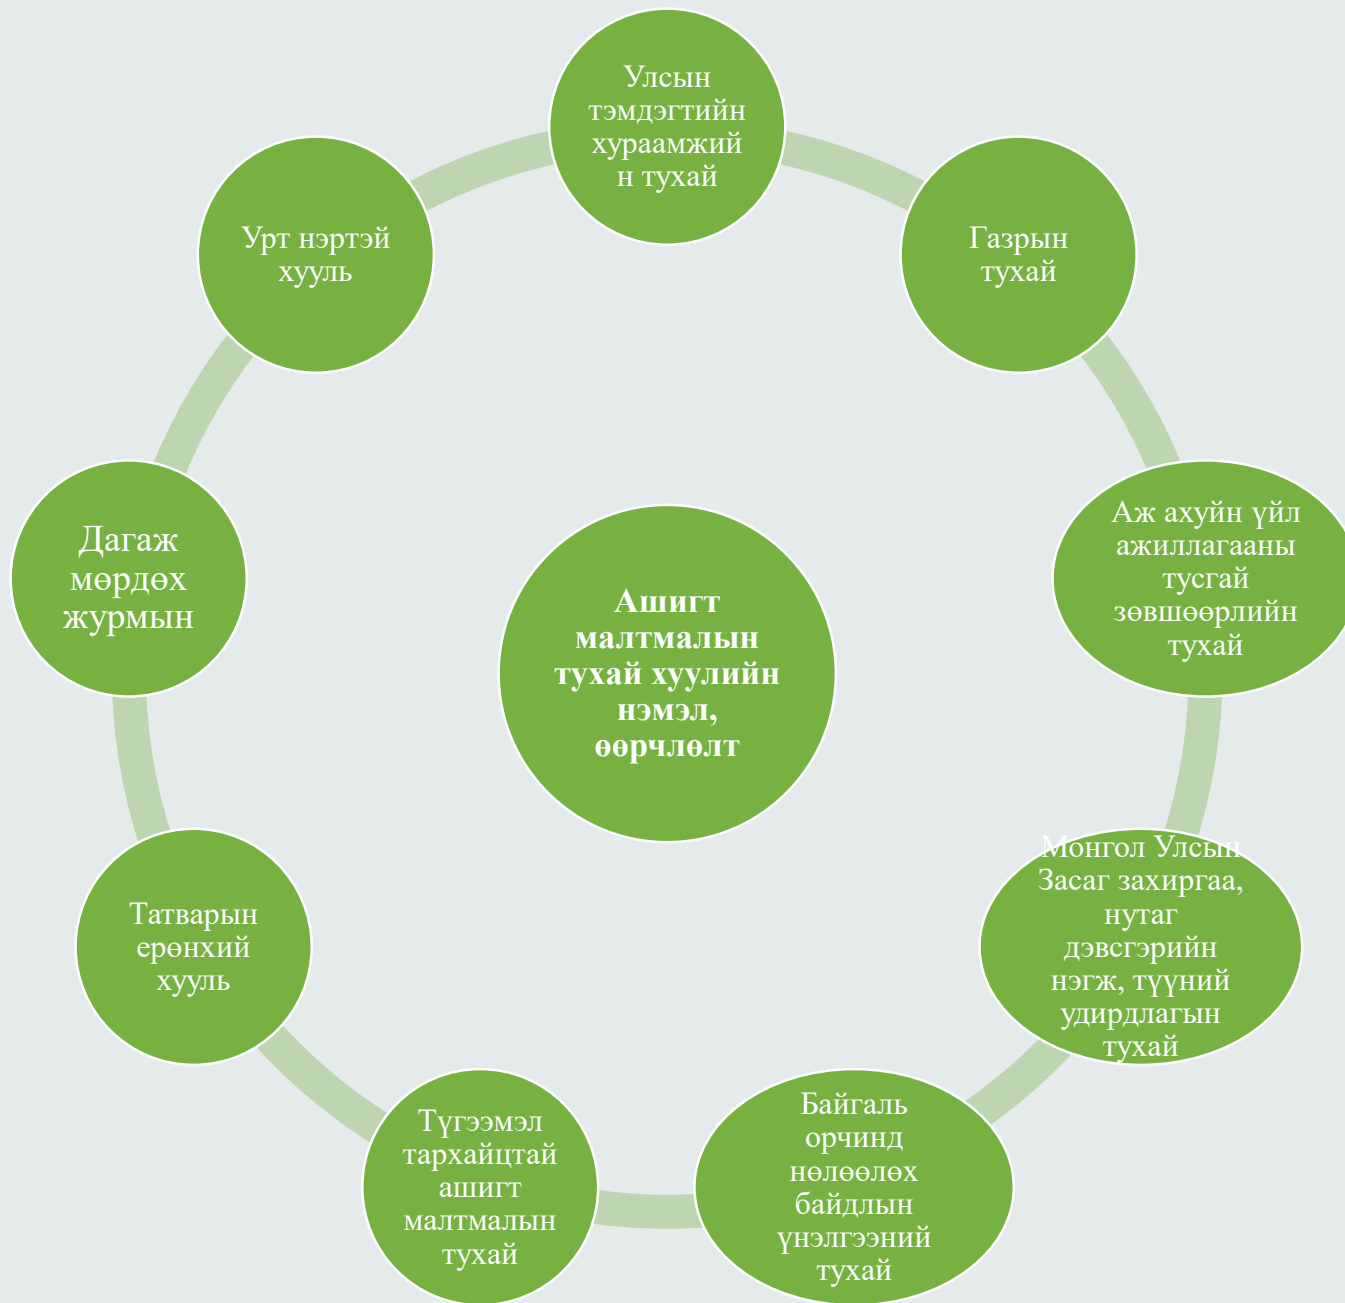 Улсын
тэмдэгтийн
хураамжий
н тухай
Газрын
тухай
Аж ахуйн үйл
ажиллагааны
тусгай
зөвшөөрлийн
тухай
Монгол Улсын
Засаг захиргаа,
нутаг
дэвсгэрийн
нэгж, түүний
удирдлагын
тухай
Байгаль
орчинд
нөлөөлөх
байдлын
үнэлгээний
тухай
Түгээмэл
тархайцтай
ашигт
малтмалын
тухай
Татварын
ерөнхий
хууль
Дагаж
мөрдөх
журмын
Урт нэртэй
хууль
Ашигт
малтмалын
тухай хуулийн
нэмэл,
өөрчлөлт